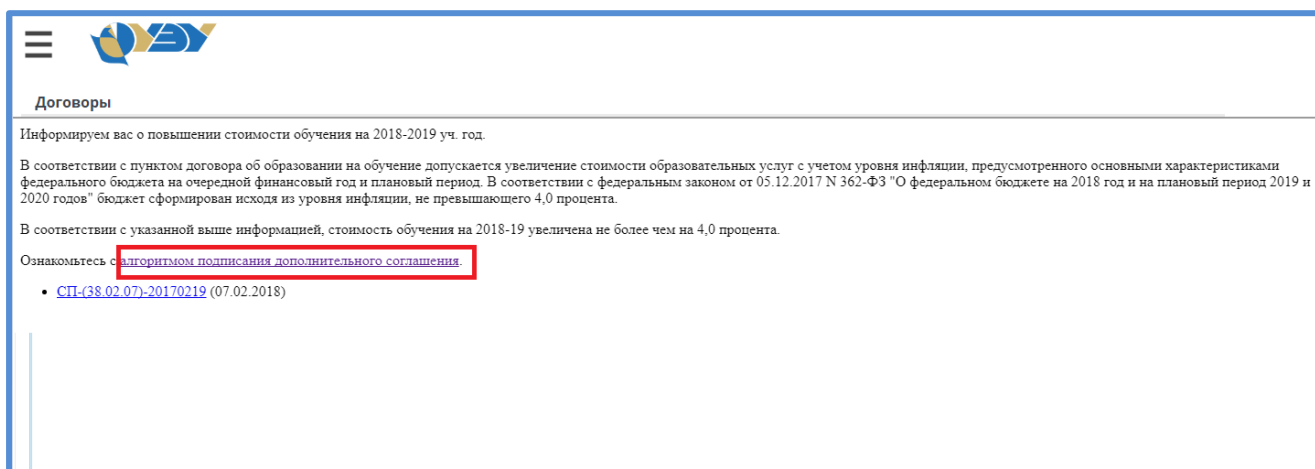 УЭУ
Договоры
Информируем вас о повышении стоимости обучения на 2018-2019 уч. год.
В соответствии с пунктом договора об образовании на обучение допускается увеличение стоимости образовательных услуг с учетом уровня инфляции, предусмотренного основными характеристиками
федерального бюджета на очередной финансовый год и плановый период. В соответствии с федеральным законом от 05.12.2017 N 362-ФЗ "О федеральном бюджете на 2018 год и на плановый период 2019 и
2020 годов" бюджет сформирован исходя из уровня инфляции, не превышающего 4,0 процента.
В соответствии с указанной выше информацией, стоимость обучения на 2018-19 увеличена не более чем на 4,0 процента.
Ознакомьтесь с алгоритмом подписания дополнительного соглашения.
• СП-(38.02.07)-20170219 (07.02.2018)